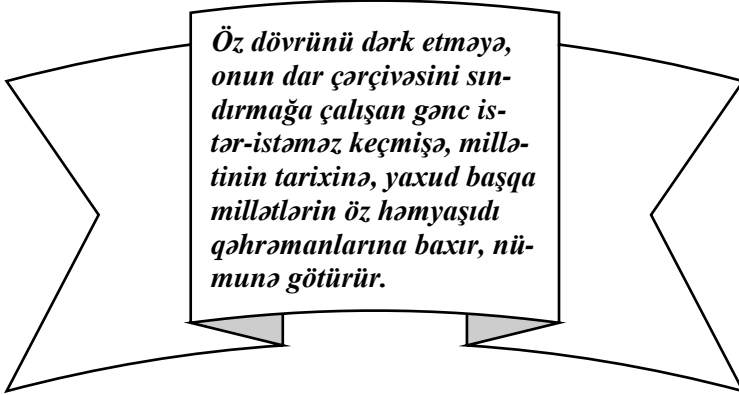 Öz dövrünü dərk etməyə,
onun dar çərçivəsini sın-
dırmağa çalışan gənc is-
tər-istəməz keçmişə, millə-
tinin tarixinə, yaxud başqa
millətlərin öz həmyaşıdı
qəhrəmanlarına baxır, nü-
munə götürür.